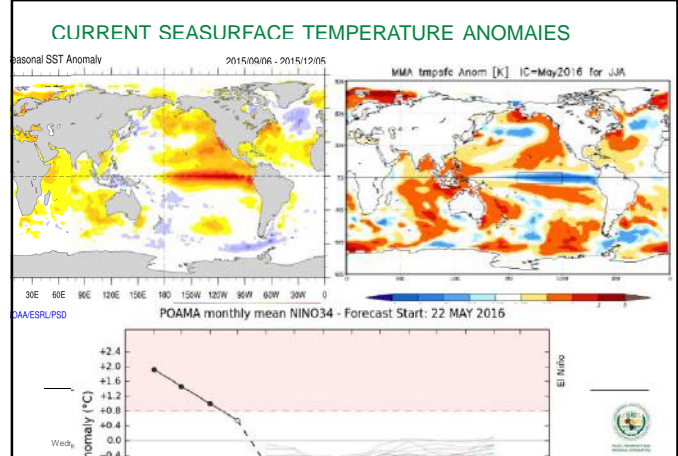 CURRENT SEASURFACE TEMPERATURE ANOMAIES
easonal SST Anomaly
2015/09/06 - 2015/12/05
MMA tmpsfc Anom [K] IC=May2016 for JJA
30E 60E 90E 120E 150E 180 150W 120W 90W 60W 30W 0
OAA/ESRL/PSD
POAMA monthly mean NINO34 - Forecast Start: 22 MAY 2016
+2.4
+2.0
+1.6
+1.2
+0.8
+0.4
0.0
-0.4
nomaly (°C)
El Niño